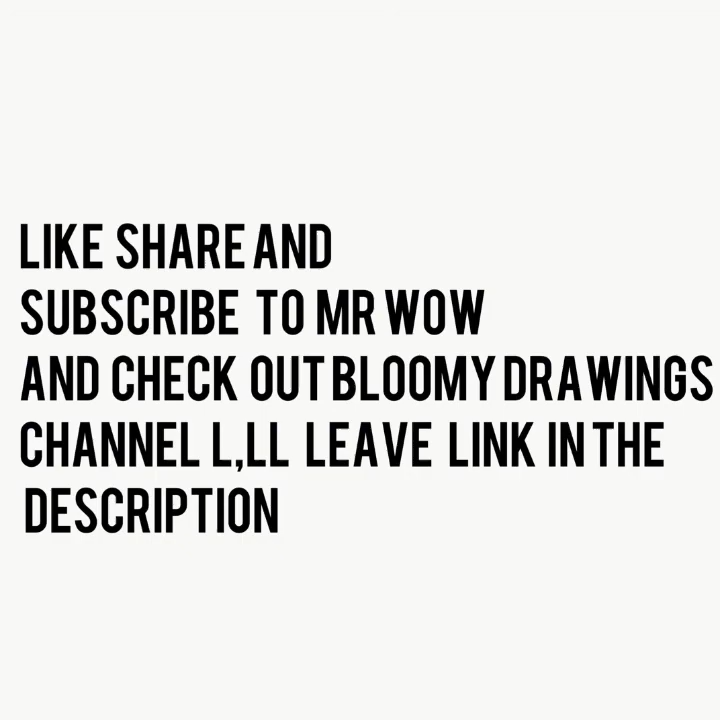 LIKE SHARE AND
SUBSCRIBE TO MR WOW
AND CHECK OUT BLOOMY DRAWINGS
CHANNEL L,LL LEAVE LINK IN THE
DESCRIPTION